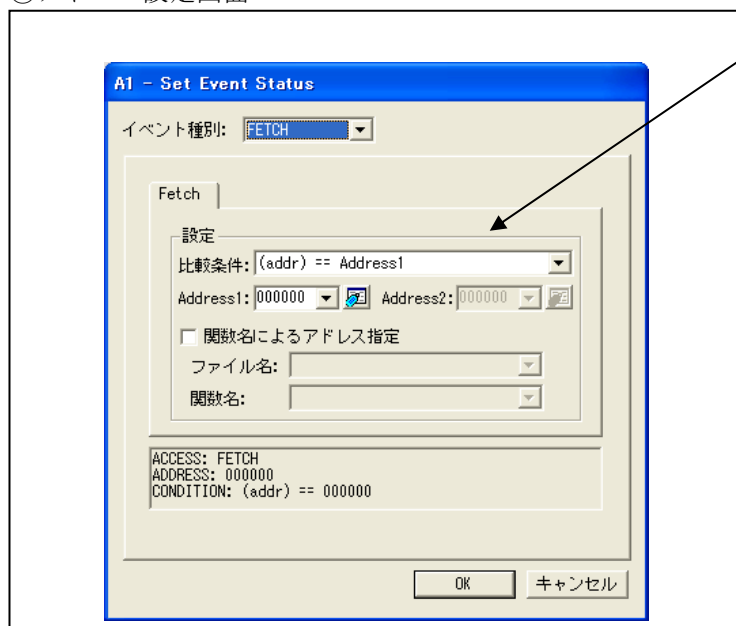 A1 - Set Event Status
イベント種別: FETCH
Fetch
設定
比較条件: (addr) == Address1
Address1: 000000 Address2: 000000
関数名によるアドレス指定
ファイル名:
関数名:
ACCESS: FETCH
ADDRESS: 000000
CONDITION: (addr) == 000000
OK キャンセル